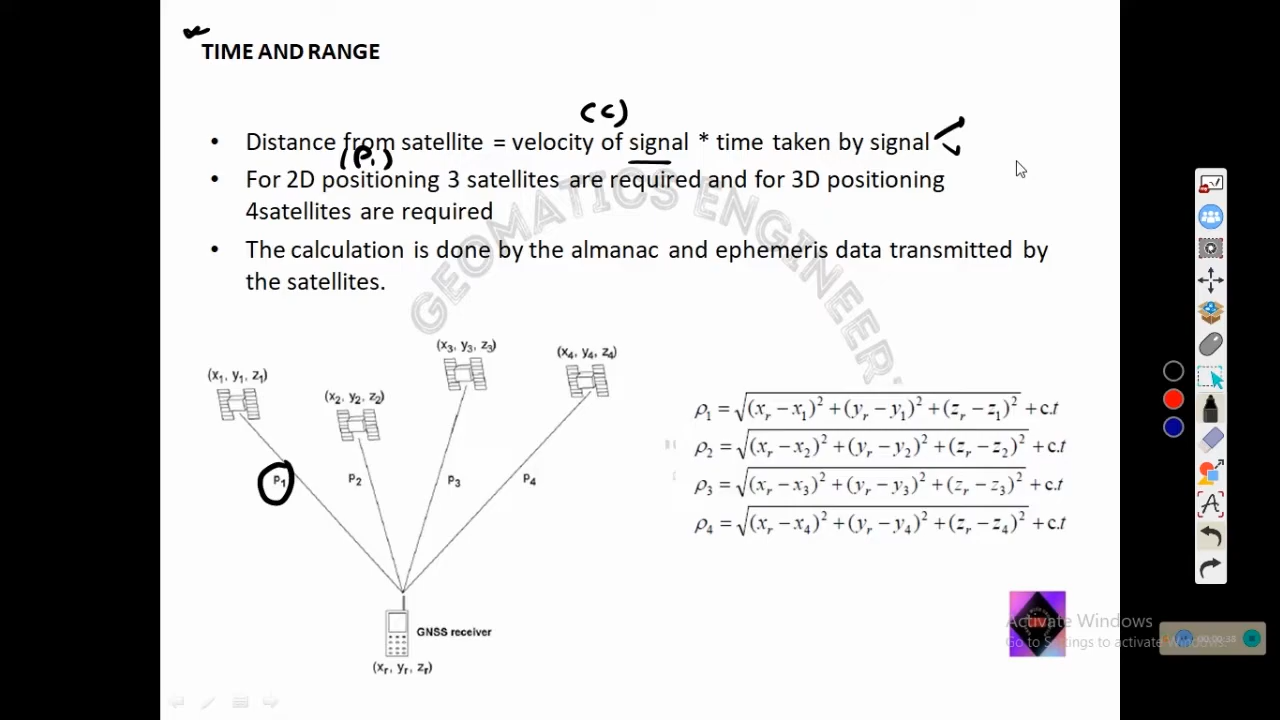 TIME AND RANGE
(c)
• Distance from satellite = velocity of signal * time taken by signal
(P₁)
• For 2D positioning 3 satellites are required and for 3D positioning
4satellites are required
• The calculation is done by the almanac and ephemeris data transmitted by
the satellites.
GEOMATICS ENGINEER.
(x₃, y₃, z₃)
(x₄, y₄, z₄)
(x₁, y₁, z₁)
(x₂, y₂, z₂)
P₁ P₂ P₃ P₄
ρ₁ = √(xᵣ − x₁)² + (yᵣ − y₁)² + (zᵣ − z₁)² + c.t
ρ₂ = √(xᵣ − x₂)² + (yᵣ − y₂)² + (zᵣ − z₂)² + c.t
ρ₃ = √(xᵣ − x₃)² + (yᵣ − y₃)² + (zᵣ − z₃)² + c.t
ρ₄ = √(xᵣ − x₄)² + (yᵣ − y₄)² + (zᵣ − z₄)² + c.t
GNSS receiver
(xᵣ, yᵣ, zᵣ)
Activate Windows
Go to Settings to activate Windows.